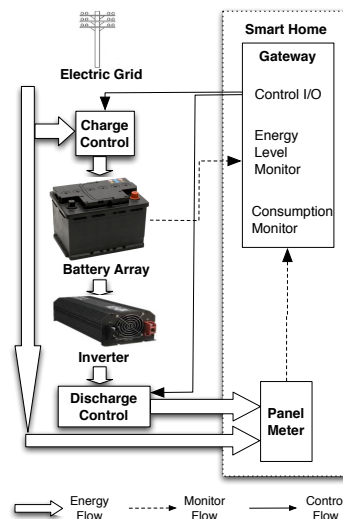 Smart Home
Gateway
Electric Grid
Control I/O
Charge
Control
Energy
Level
Monitor
Consumption
Monitor
Battery Array
Inverter
Discharge
Control
Panel
Meter
Energy
Flow
Monitor
Flow
Control
Flow